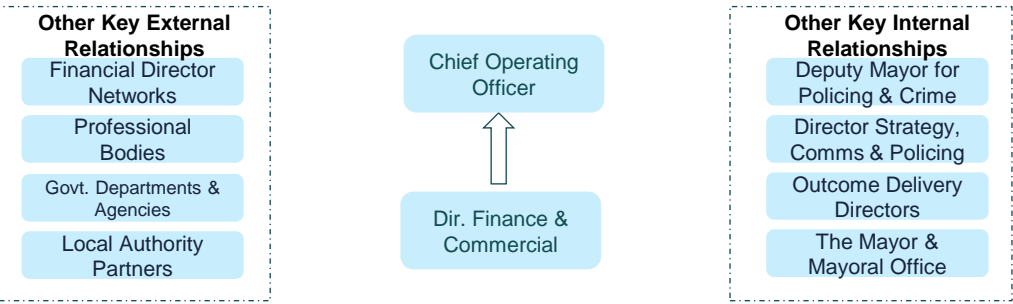 Other Key External
Relationships
Financial Director
Networks
Professional
Bodies
Govt. Departments &
Agencies
Local Authority
Partners
Chief Operating
Officer
Dir. Finance &
Commercial
Other Key Internal
Relationships
Deputy Mayor for
Policing & Crime
Director Strategy,
Comms & Policing
Outcome Delivery
Directors
The Mayor &
Mayoral Office